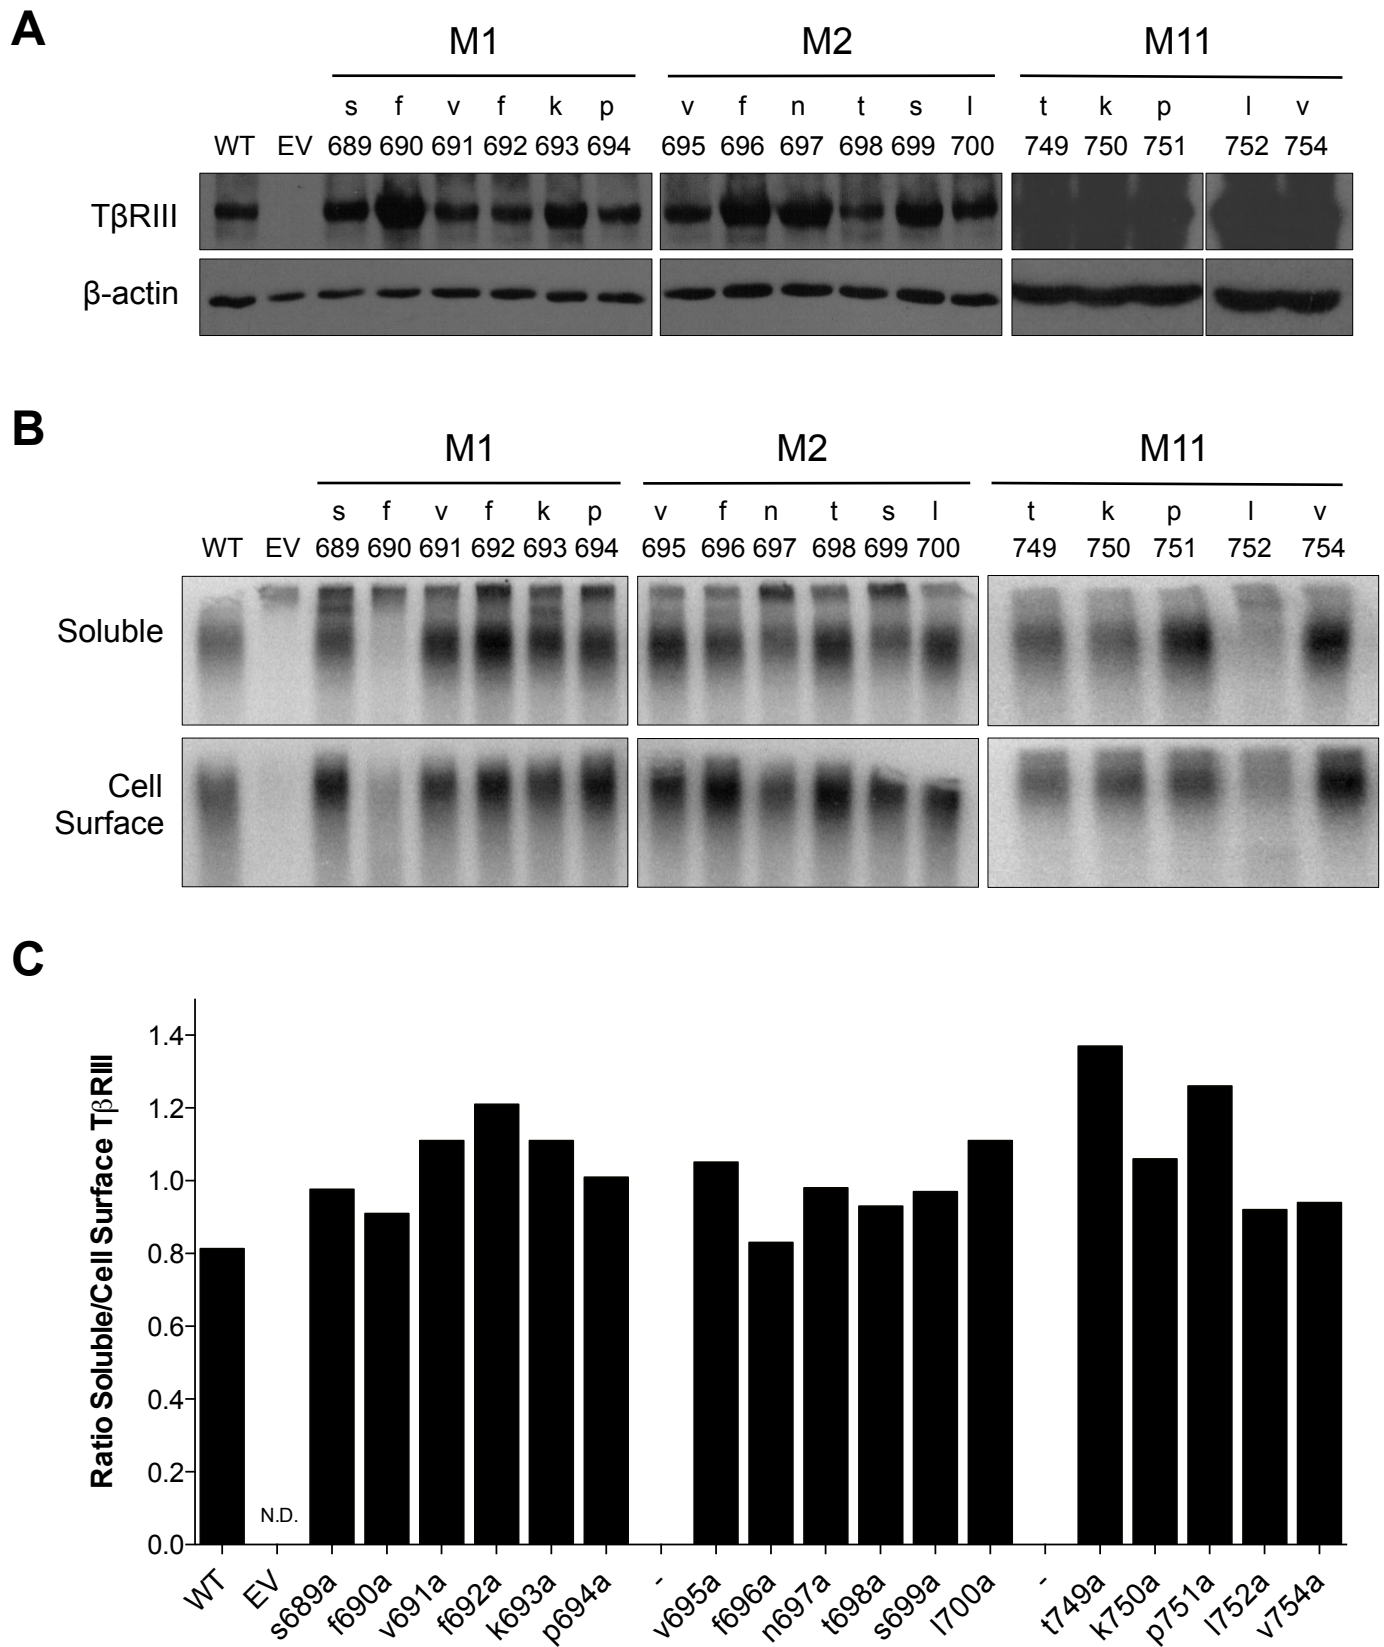 A
M1 M2 M11
s f v f k p v f n t s l t k p l v
WT EV 689 690 691 692 693 694 695 696 697 698 699 700 749 750 751 752 754
TβRIII
β-actin
B
M1 M2 M11
s f v f k p v f n t s l t k p l v
WT EV 689 690 691 692 693 694 695 696 697 698 699 700 749 750 751 752 754
Soluble
Cell
Surface
C
Ratio Soluble/Cell Surface TβRIII
1.4
1.2
1.0
0.8
0.6
0.4
0.2
0.0
N.D.
WT EV s689a f690a v691a f692a k693a p694a - v695a f696a n697a t698a s699a l700a - t749a k750a p751a l752a v754a